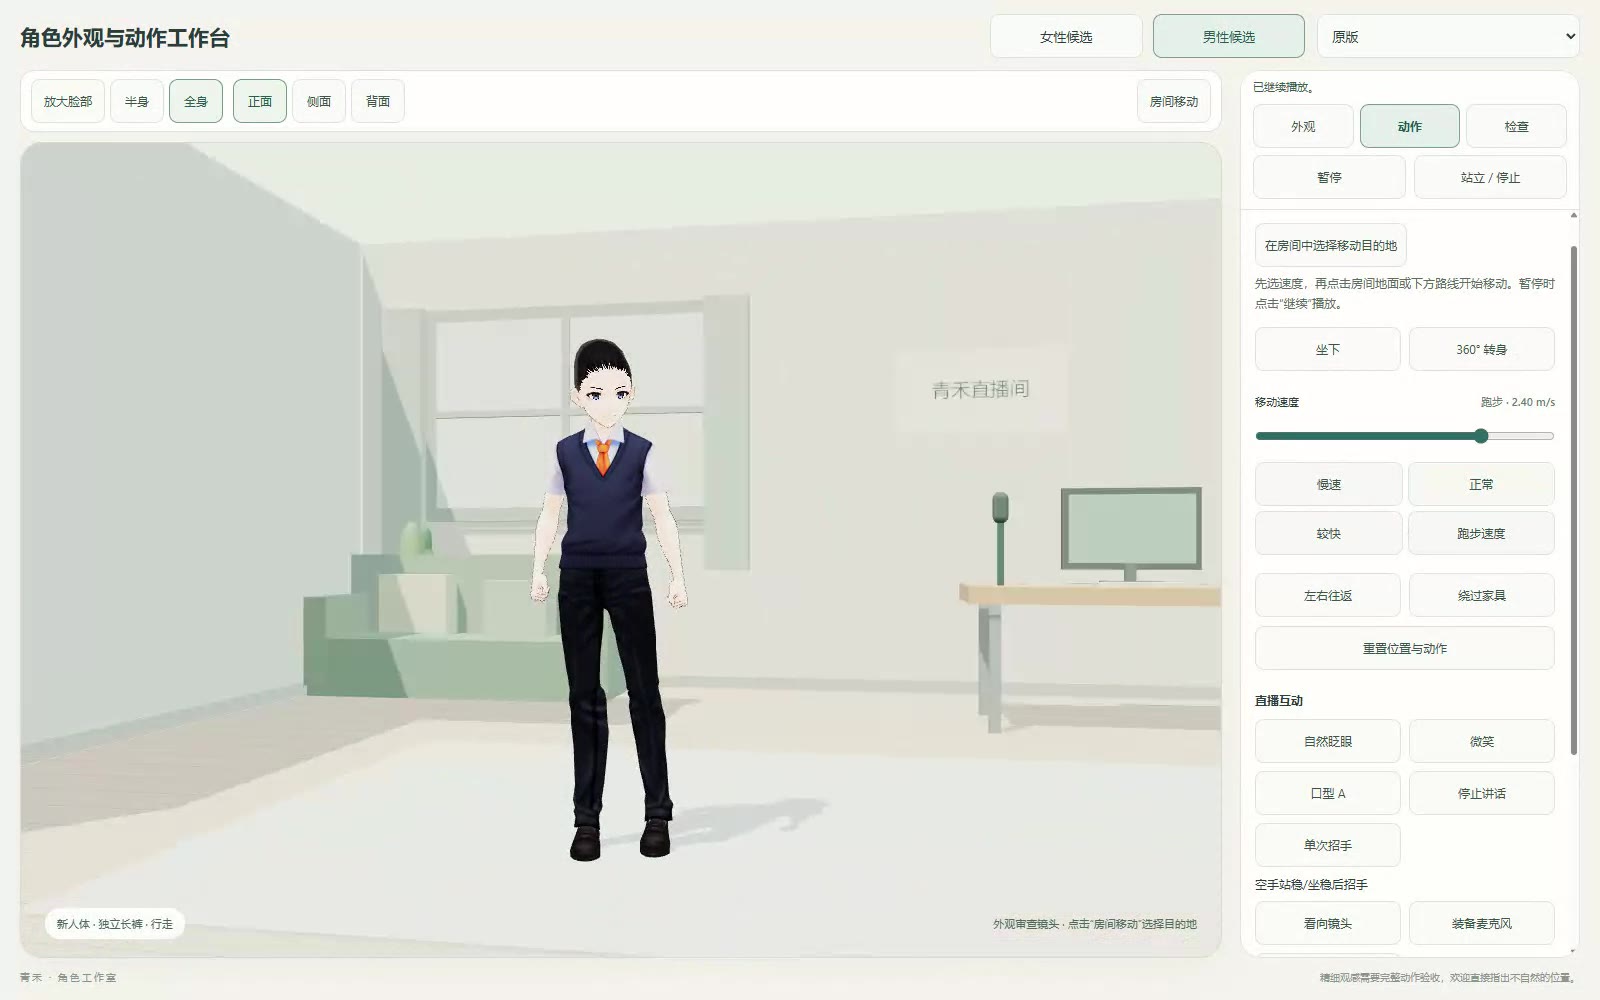 角色外观与动作工作台
女性候选
男性候选
原版
放大脸部
半身
全身
正面
侧面
背面
房间移动
青禾直播间
新人体 · 独立长裤 · 行走
外观审查镜头 · 点击“房间移动”选择目的地
已继续播放。
外观
动作
检查
暂停
站立 / 停止
在房间中选择移动目的地
先选速度，再点击房间地面或下方路线开始移动。暂停时
点击“继续”播放。
坐下
360° 转身
移动速度
跑步 · 2.40 m/s
慢速
正常
较快
跑步速度
左右往返
绕过家具
重置位置与动作
直播互动
自然眨眼
微笑
口型 A
停止讲话
单次招手
空手站稳/坐稳后招手
看向镜头
装备麦克风
青禾 · 角色工作室
精细观感需要完整动作验收，欢迎直接指出不自然的位置。